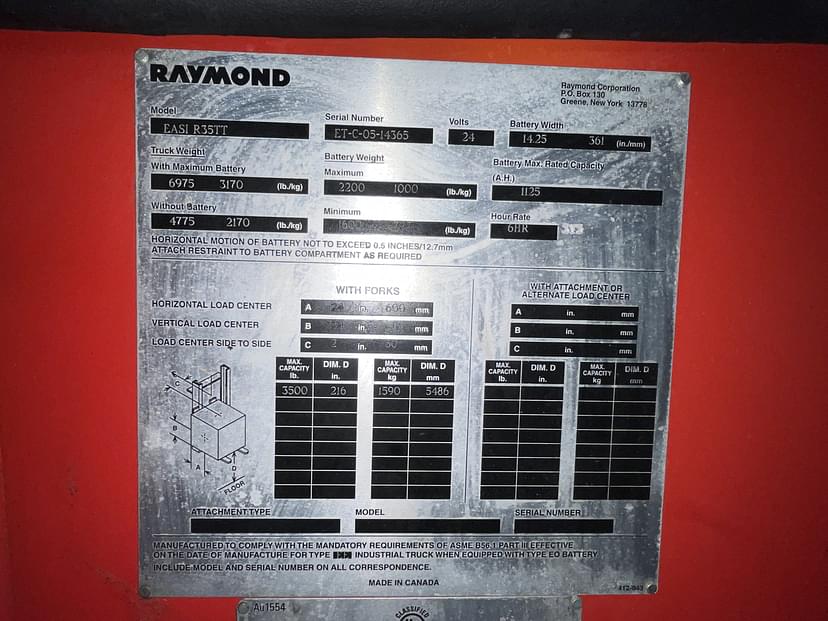 RAYMOND
Raymond Corporation
P.O. Box 130
Greene, New York 13778
Model
EASI R35TT
Serial Number
ET-C-05-14365
Volts
24
Battery Width
14.25 361 (in./mm)
Truck Weight
With Maximum Battery
6975 3170 (lb./kg)
Battery Weight
Maximum
2200 1000 (lb./kg)
Battery Max. Rated Capacity
(A.H.)
1125
Without Battery
4775 2170 (lb./kg)
Minimum
1600 (lb./kg)
Hour Rate
6HR
HORIZONTAL MOTION OF BATTERY NOT TO EXCEED 0.5 INCHES/12.7mm
ATTACH RESTRAINT TO BATTERY COMPARTMENT AS REQUIRED
WITH FORKS
WITH ATTACHMENT OR
ALTERNATE LOAD CENTER
HORIZONTAL LOAD CENTER A 24 in. 600 mm
A in. mm
VERTICAL LOAD CENTER B in. mm
B in. mm
LOAD CENTER SIDE TO SIDE C 2 in. 50 mm
C in. mm
MAX. CAPACITY lb. DIM. D in. MAX. CAPACITY kg DIM. D mm
3500 216 1590 5486
MAX. CAPACITY lb. DIM. D in. MAX. CAPACITY kg DIM. D mm
C
B
A
D
FLOOR
ATTACHMENT TYPE MODEL SERIAL NUMBER
MANUFACTURED TO COMPLY WITH THE MANDATORY REQUIREMENTS OF ASME B56.1 PART III EFFECTIVE
ON THE DATE OF MANUFACTURE FOR TYPE INDUSTRIAL TRUCK WHEN EQUIPPED WITH TYPE EO BATTERY
INCLUDE MODEL AND SERIAL NUMBER ON ALL CORRESPONDENCE.
MADE IN CANADA
412-943
Au1554
CLASSIFIED